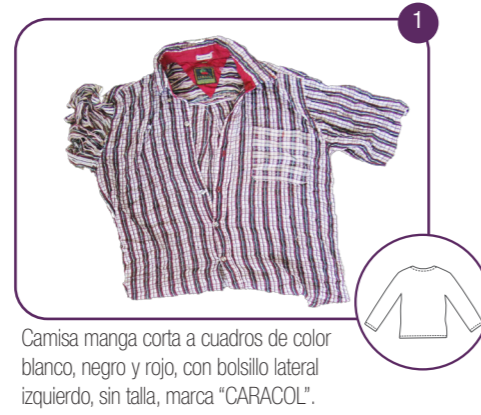 1
Camisa manga corta a cuadros de color
blanco, negro y rojo, con bolsillo lateral
izquierdo, sin talla, marca “CARACOL”.